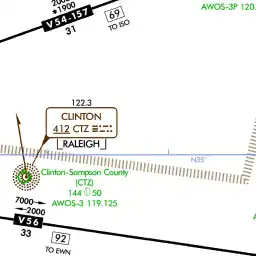 2000
*1900
V54-157
31
69
TO ISO
AWOS-3P 120.
122.3
CLINTON
412 CTZ
RALEIGH
N35°
Clinton-Sampson County
(CTZ)
144 50
AWOS-3 119.125
7000
2000
V56
33
92
TO EWN